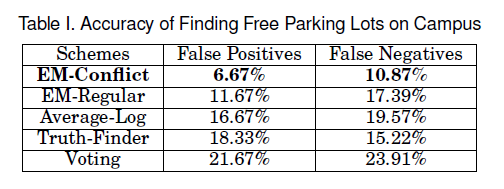 Table I. Accuracy of Finding Free Parking Lots on Campus
Schemes False Positives False Negatives
EM-Conflict 6.67% 10.87%
EM-Regular 11.67% 17.39%
Average-Log 16.67% 19.57%
Truth-Finder 18.33% 15.22%
Voting 21.67% 23.91%